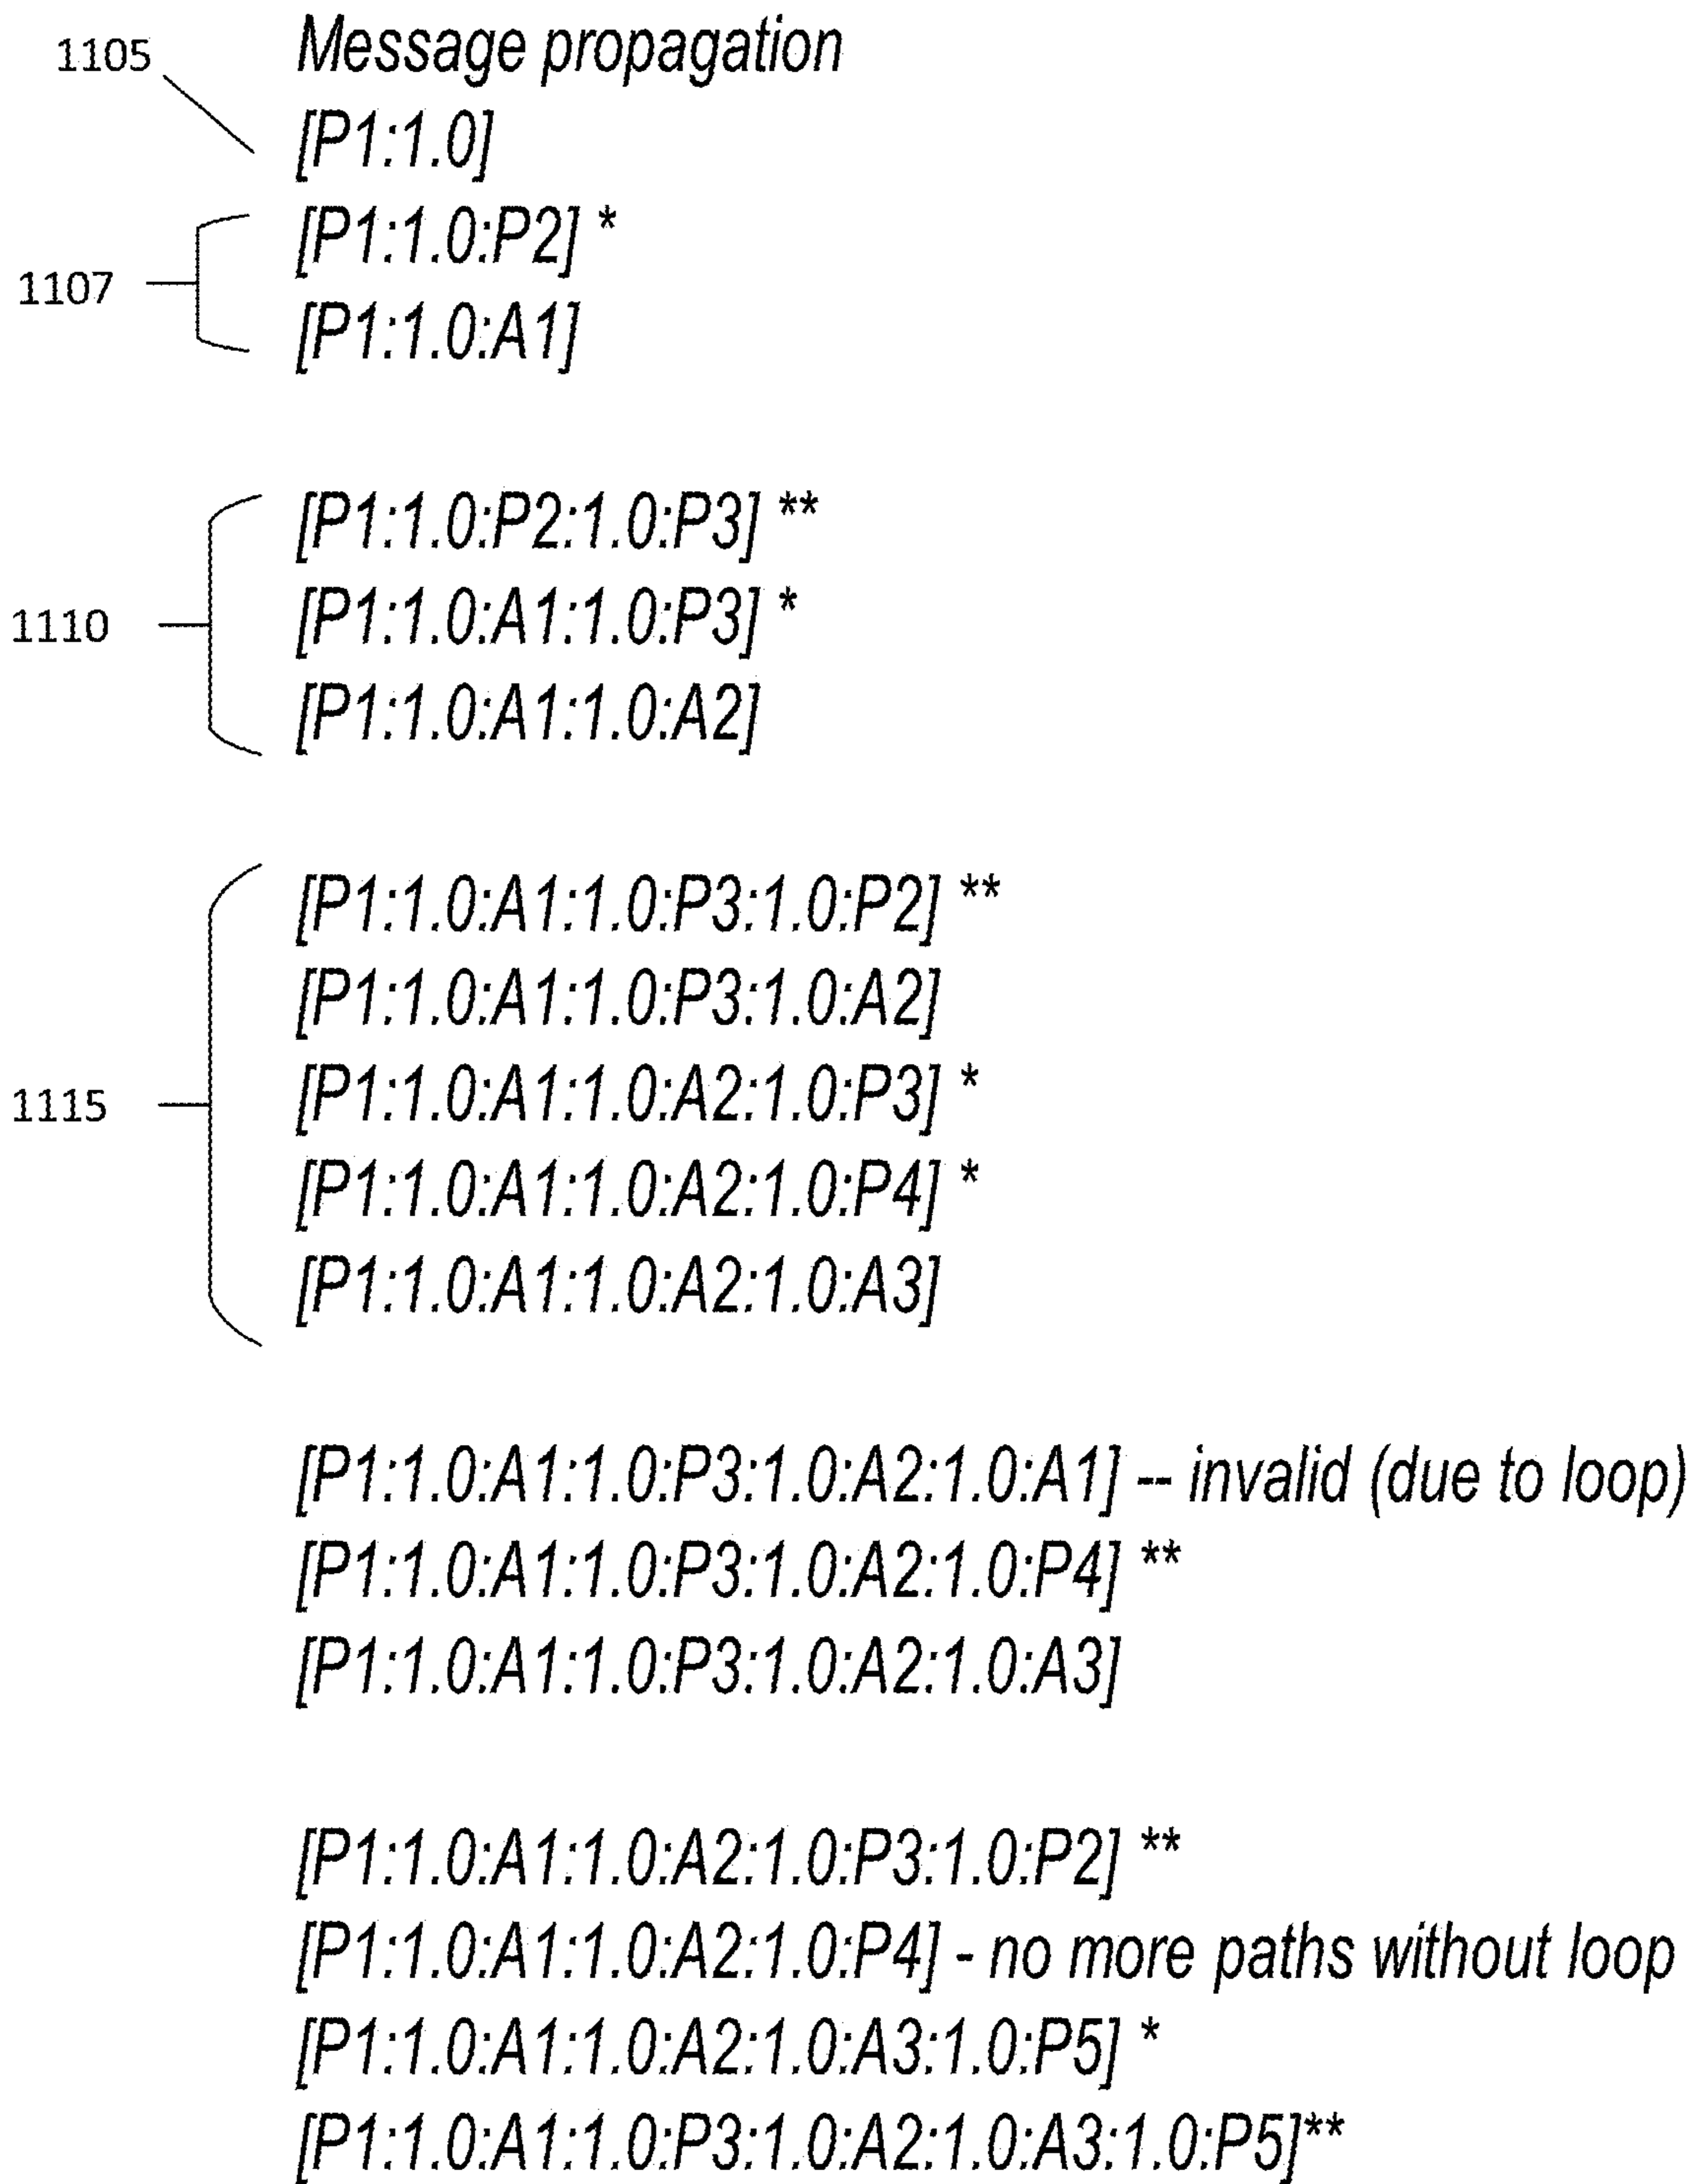 Message propagation
1105
[P1:1.0]
[P1:1.0:P2] *
1107
[P1:1.0:A1]
[P1:1.0:P2:1.0:P3] **
1110
[P1:1.0:A1:1.0:P3] *
[P1:1.0:A1:1.0:A2]
[P1:1.0:A1:1.0:P3:1.0:P2] **
[P1:1.0:A1:1.0:P3:1.0:A2]
1115
[P1:1.0:A1:1.0:A2:1.0:P3] *
[P1:1.0:A1:1.0:A2:1.0:P4] *
[P1:1.0:A1:1.0:A2:1.0:A3]
[P1:1.0:A1:1.0:P3:1.0:A2:1.0:A1] -- invalid (due to loop)
[P1:1.0:A1:1.0:P3:1.0:A2:1.0:P4] **
[P1:1.0:A1:1.0:P3:1.0:A2:1.0:A3]
[P1:1.0:A1:1.0:A2:1.0:P3:1.0:P2] **
[P1:1.0:A1:1.0:A2:1.0:P4] - no more paths without loop
[P1:1.0:A1:1.0:A2:1.0:A3:1.0:P5] *
[P1:1.0:A1:1.0:P3:1.0:A2:1.0:A3:1.0:P5]**